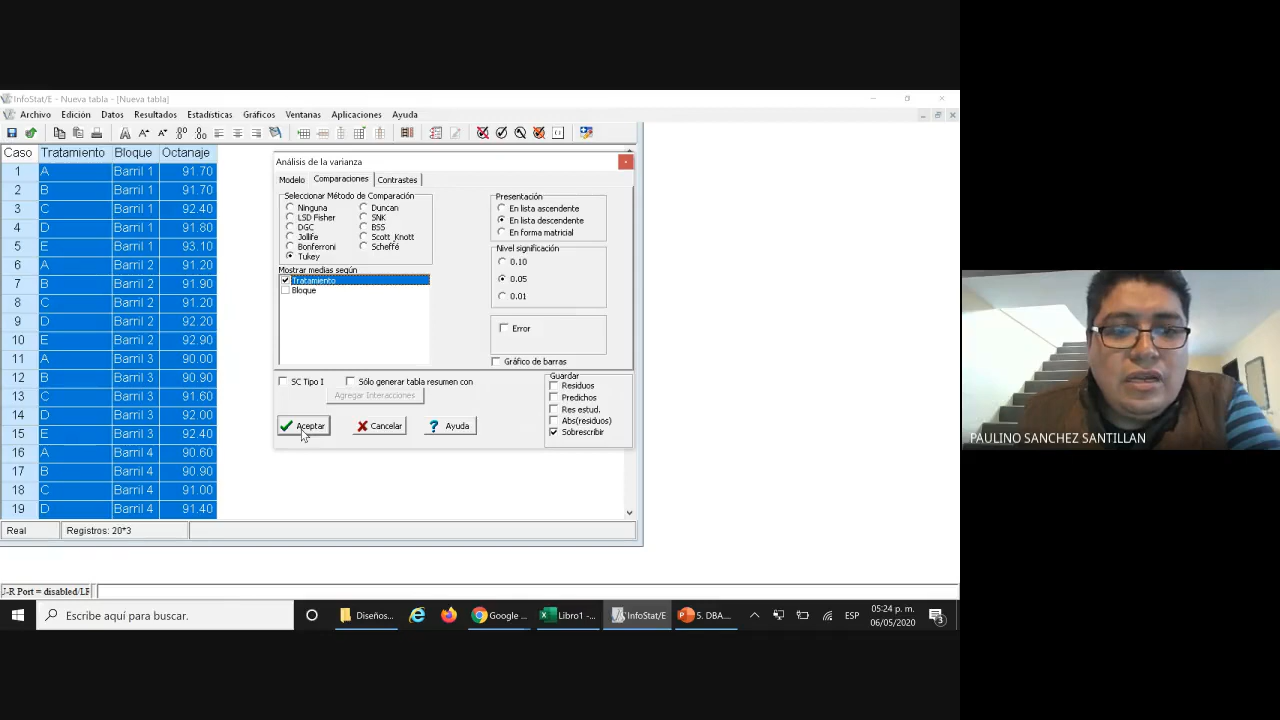 InfoStat/E - Nueva tabla - [Nueva tabla]
Archivo Edición Datos Resultados Estadísticas Gráficos Ventanas Aplicaciones Ayuda
Caso Tratamiento Bloque Octanaje
1 A Barril 1 91.70
2 B Barril 1 91.70
3 C Barril 1 92.40
4 D Barril 1 91.80
5 E Barril 1 93.10
6 A Barril 2 91.20
7 B Barril 2 91.90
8 C Barril 2 91.20
9 D Barril 2 92.20
10 E Barril 2 92.90
11 A Barril 3 90.00
12 B Barril 3 90.90
13 C Barril 3 91.60
14 D Barril 3 92.00
15 E Barril 3 92.40
16 A Barril 4 90.60
17 B Barril 4 90.90
18 C Barril 4 91.00
19 D Barril 4 91.40
Real Registros: 20*3
Análisis de la varianza
Modelo Comparaciones Contrastes
Seleccionar Método de Comparación
Ninguna Duncan
LSD Fisher SNK
DGC BSS
Jollife Scott_Knott
Bonferroni Scheffé
Tukey
Mostrar medias según
Tratamiento
Bloque
Presentación
En lista ascendente
En lista descendente
En forma matricial
Nivel significación
0.10
0.05
0.01
Error
Gráfico de barras
SC Tipo I Sólo generar tabla resumen con
Agregar Interacciones
Aceptar Cancelar Ayuda
Guardar
Residuos
Predichos
Res estud.
Abs(residuos)
Sobrescribir
PAULINO SANCHEZ SANTILLAN
J-R Port = disabled/LF
Escribe aquí para buscar.
Diseños... Google ... Libro1 -... InfoStat/E 5. DBA...
ESP
05:24 p. m.
06/05/2020
3